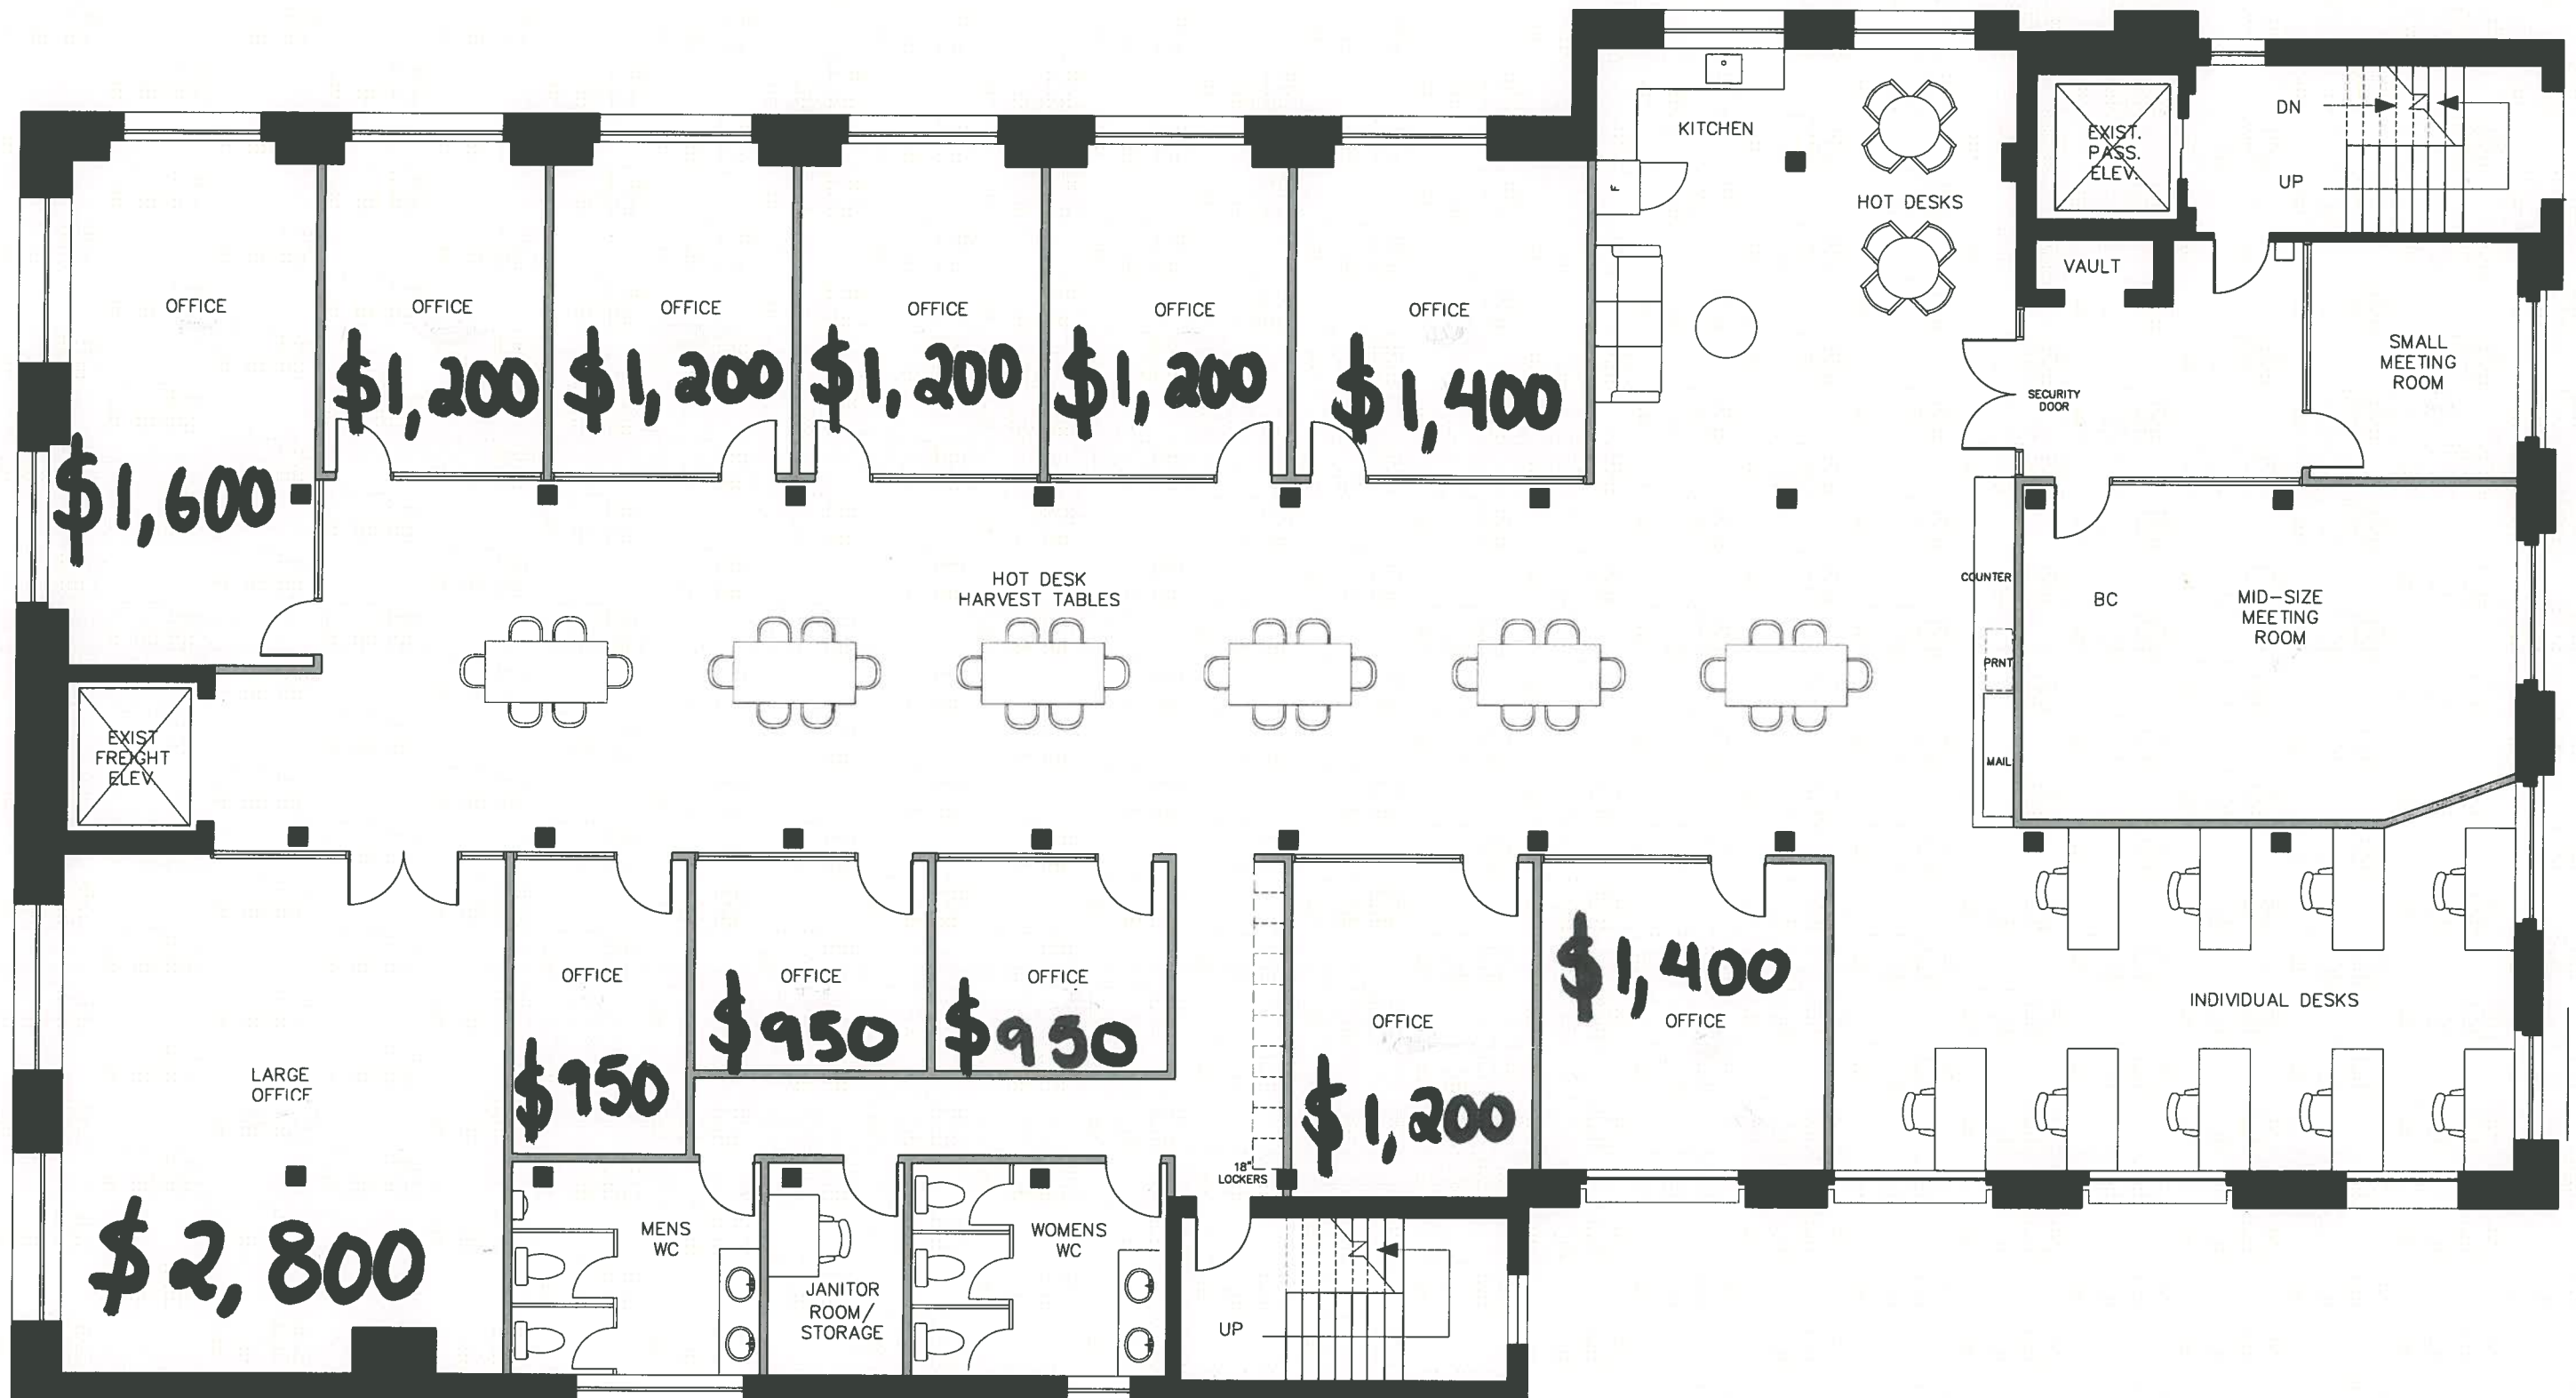 KITCHEN
F
HOT DESKS
EXIST.
PASS.
ELEV.
DN
UP
VAULT
SMALL
MEETING
ROOM
SECURITY
DOOR
OFFICE
$1,600
OFFICE
$1,200
OFFICE
$1,200
OFFICE
$1,200
OFFICE
$1,200
OFFICE
$1,400
HOT DESK
HARVEST TABLES
COUNTER
PRNT
MAIL
BC
MID-SIZE
MEETING
ROOM
EXIST
FREIGHT
ELEV.
LARGE
OFFICE
$2,800
OFFICE
$950
OFFICE
$950
OFFICE
$950
18"
LOCKERS
OFFICE
$1,200
$1,400
OFFICE
INDIVIDUAL DESKS
MENS
WC
JANITOR
ROOM/
STORAGE
WOMENS
WC
UP